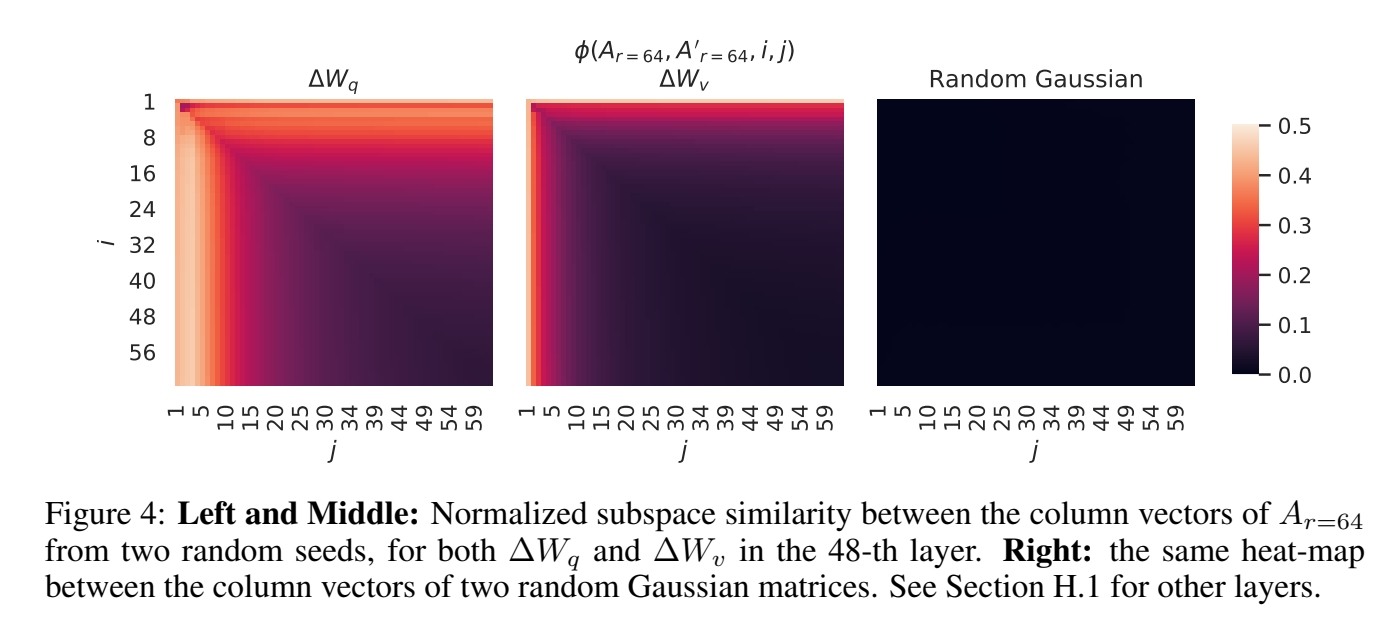 ϕ(A_{r=64}, A′_{r=64}, i, j)
ΔW_q
ΔW_v
Random Gaussian
i
1
8
16
24
32
40
48
56
1 5 10 15 20 25 30 34 39 44 49 54 59
j
1 5 10 15 20 25 30 34 39 44 49 54 59
j
1 5 10 15 20 25 30 34 39 44 49 54 59
j
0.5
0.4
0.3
0.2
0.1
0.0
Figure 4: Left and Middle: Normalized subspace similarity between the column vectors of A_{r=64}
from two random seeds, for both ΔW_q and ΔW_v in the 48-th layer. Right: the same heat-map
between the column vectors of two random Gaussian matrices. See Section H.1 for other layers.